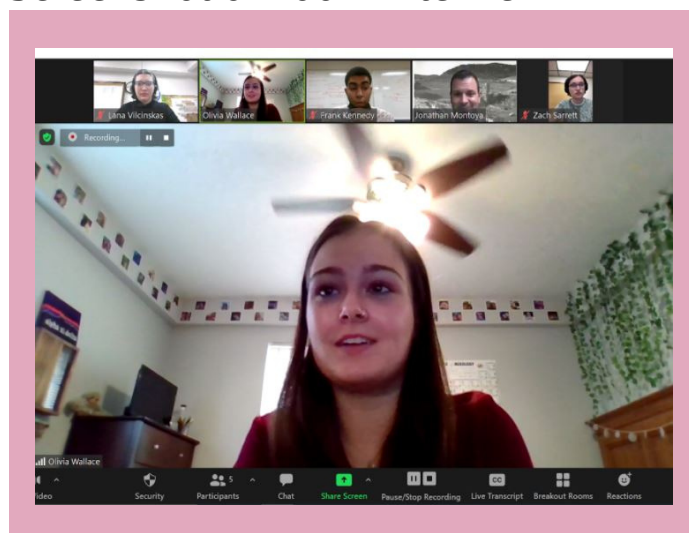 Lana Vilcinskas
Olivia Wallace
Frank Kennedy
Jonathan Montoya
Zach Sarrett
Recording...
Olivia Wallace
Video
Security
Participants
5
Chat
Share Screen
Pause/Stop Recording
Live Transcript
CC
Breakout Rooms
Reactions